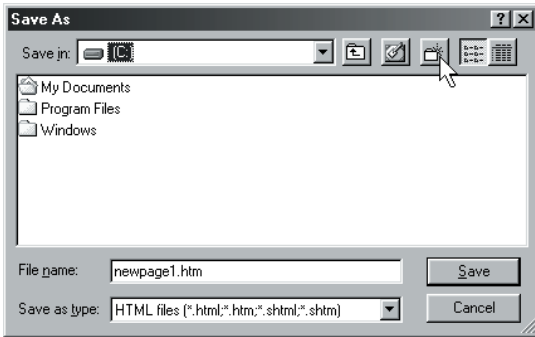 Save As
Save in: (C:)
My Documents
Program Files
Windows
File name: newpage1.htm
Save
Save as type: HTML files (*.html;*.htm;*.shtml;*.shtm)
Cancel